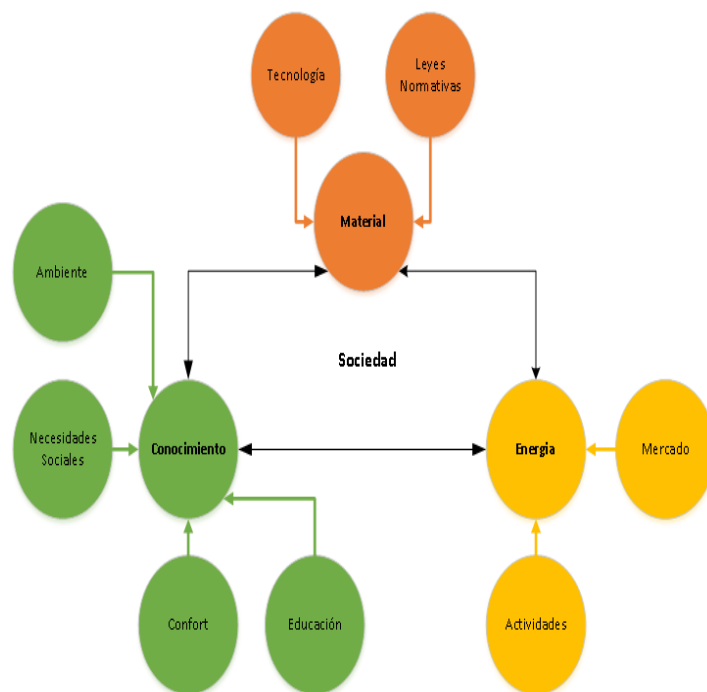 Tecnología
Leyes
Normativas
Material
Ambiente
Sociedad
Necesidades
Sociales
Conocimiento
Energia
Mercado
Confort
Educación
Actividades